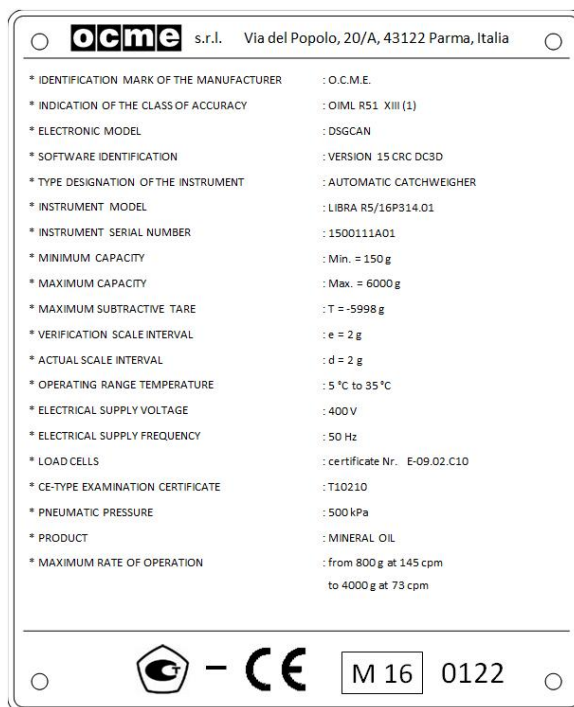 ocme s.r.l. Via del Popolo, 20/A, 43122 Parma, Italia
* IDENTIFICATION MARK OF THE MANUFACTURER : O.C.M.E.
* INDICATION OF THE CLASS OF ACCURACY : OIML R51 XIII (1)
* ELECTRONIC MODEL : DSGCAN
* SOFTWARE IDENTIFICATION : VERSION 15 CRC DC3D
* TYPE DESIGNATION OF THE INSTRUMENT : AUTOMATIC CATCHWEIGHER
* INSTRUMENT MODEL : LIBRA R5/16P314.01
* INSTRUMENT SERIAL NUMBER : 1500111A01
* MINIMUM CAPACITY : Min. = 150 g
* MAXIMUM CAPACITY : Max. = 6000 g
* MAXIMUM SUBTRACTIVE TARE : T = -5998 g
* VERIFICATION SCALE INTERVAL : e = 2 g
* ACTUAL SCALE INTERVAL : d = 2 g
* OPERATING RANGE TEMPERATURE : 5 °C to 35 °C
* ELECTRICAL SUPPLY VOLTAGE : 400 V
* ELECTRICAL SUPPLY FREQUENCY : 50 Hz
* LOAD CELLS : certificate Nr. E-09.02.C10
* CE-TYPE EXAMINATION CERTIFICATE : T10210
* PNEUMATIC PRESSURE : 500 kPa
* PRODUCT : MINERAL OIL
* MAXIMUM RATE OF OPERATION : from 800 g at 145 cpm
to 4000 g at 73 cpm
– CE M 16 0122